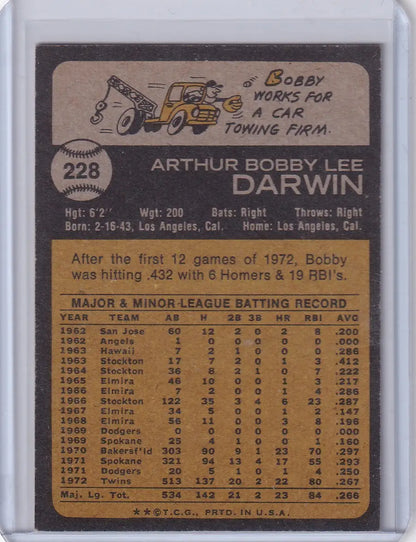 BOBBY
WORKS FOR
A CAR
TOWING FIRM.
228
ARTHUR BOBBY LEE
DARWIN
Hgt: 6'2" Wgt: 200 Bats: Right Throws: Right
Born: 2-16-43, Los Angeles, Cal. Home: Los Angeles, Cal.
After the first 12 games of 1972, Bobby
was hitting .432 with 6 Homers & 19 RBI's.
MAJOR & MINOR-LEAGUE BATTING RECORD
YEAR TEAM AB H 2B 3B HR RBI AVG
1962 San Jose 60 12 0 2 8 .200
1962 Angels 1 0 0 0 0 0 .000
1963 Hawaii 7 2 1 0 0 0 .286
1963 Stockton 17 7 2 0 1 3 .412
1964 Stockton 36 8 2 1 0 2 .222
1965 Elmira 46 10 0 1 3 .217
1966 Elmira 7 2 0 0 0 1 .286
1966 Stockton 122 35 3 4 6 23 .287
1967 Elmira 34 5 0 0 1 2 .147
1968 Elmira 56 11 0 0 3 8 .196
1969 Dodgers 0 0 0 0 0 0 .000
1969 Spokane 25 4 1 0 0 0 .160
1970 Bakersf'ld 303 90 9 1 23 70 .297
1971 Spokane 321 94 13 4 17 55 .293
1971 Dodgers 20 5 1 0 1 4 .250
1972 Twins 513 137 20 2 22 80 .267
Maj. Lg. Tot. 534 142 21 2 23 84 .266
★★©T.C.G., PRTD. IN U.S.A.